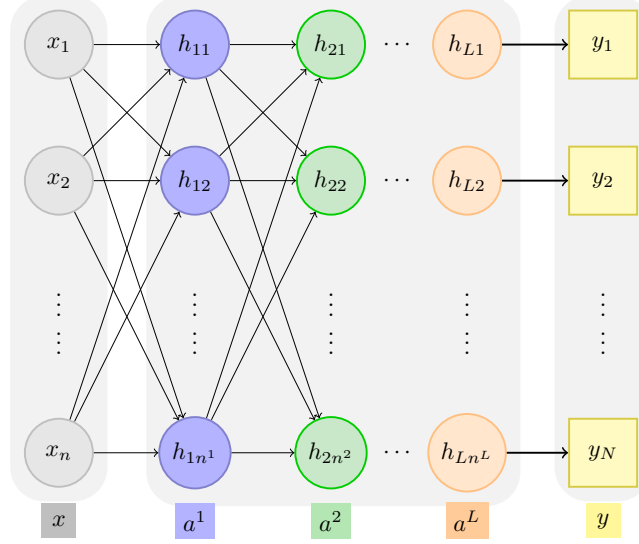 x_1 h_{11} h_{21} ⋯ h_{L1} y_1
x_2 h_{12} h_{22} ⋯ h_{L2} y_2
⋮ ⋮ ⋮ ⋮ ⋮
⋮ ⋮ ⋮ ⋮ ⋮
x_n h_{1n^1} h_{2n^2} ⋯ h_{Ln^L} y_N
x a^1 a^2 a^L y